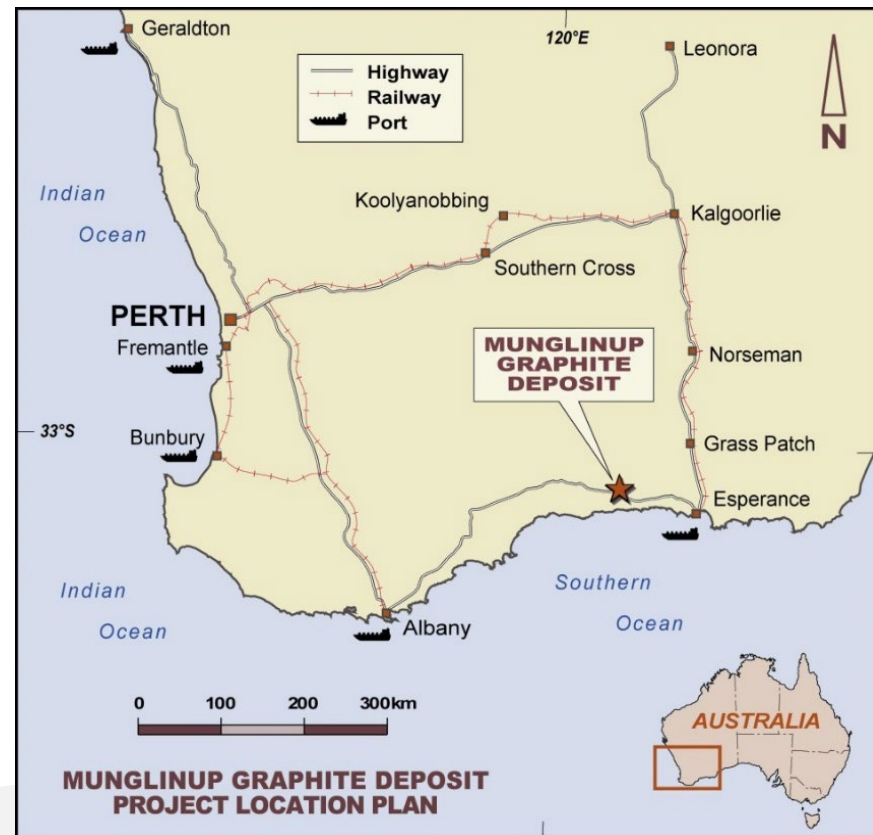 Geraldton
120°E
Leonora
Highway
Railway
Port
N
Indian
Ocean
Koolyanobbing
Kalgoorlie
Southern Cross
PERTH
Fremantle
MUNGLINUP
GRAPHITE
DEPOSIT
Norseman
33°S
Bunbury
Grass Patch
Esperance
Indian
Ocean
Southern
Ocean
Albany
0 100 200 300km
AUSTRALIA
MUNGLINUP GRAPHITE DEPOSIT
PROJECT LOCATION PLAN